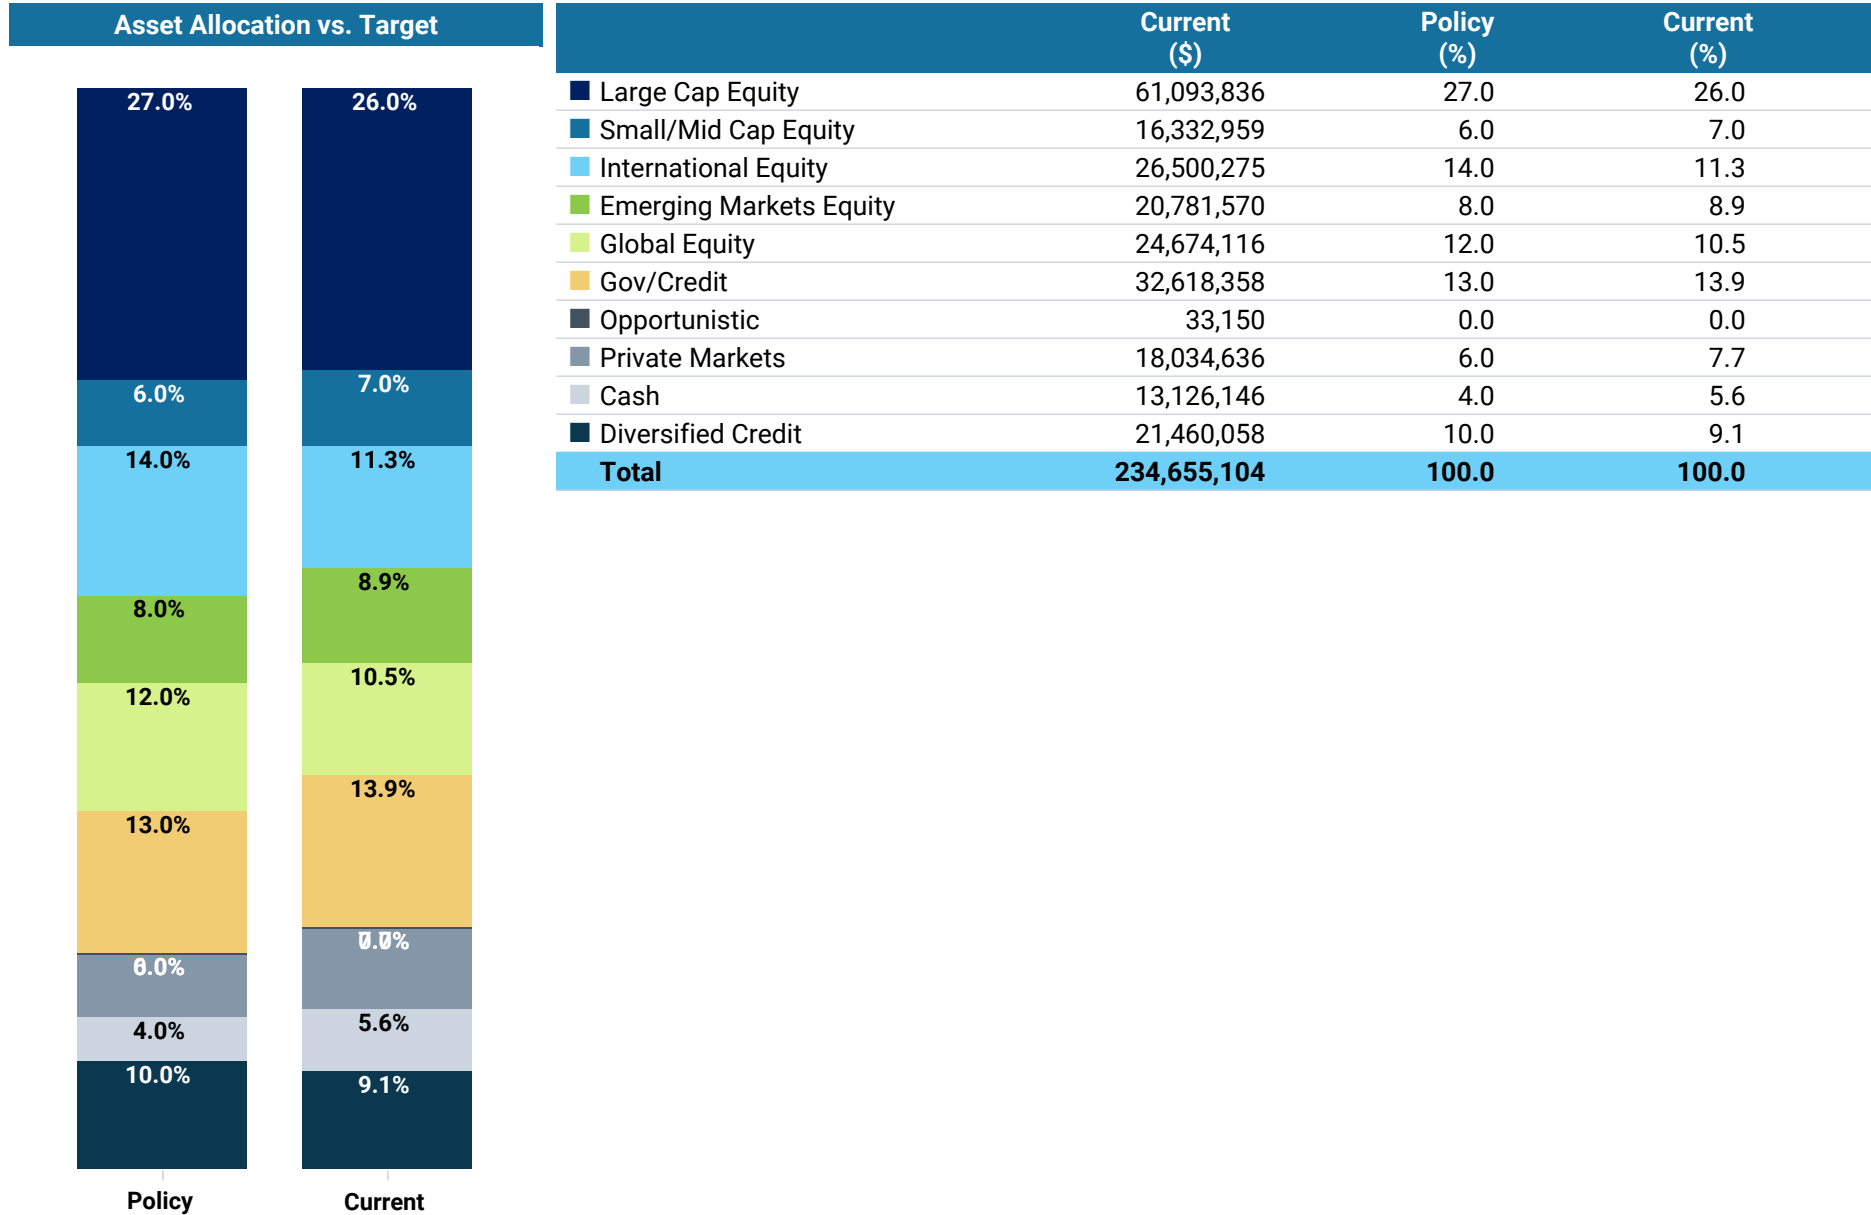 Asset Allocation vs. Target
27.0%
6.0%
14.0%
8.0%
12.0%
13.0%
4.0%
10.0%
Policy
26.0%
7.0%
11.3%
8.9%
10.5%
13.9%
5.6%
9.1%
Current
Current ($) Policy (%) Current (%)
Large Cap Equity 61,093,836 27.0 26.0
Small/Mid Cap Equity 16,332,959 6.0 7.0
International Equity 26,500,275 14.0 11.3
Emerging Markets Equity 20,781,570 8.0 8.9
Global Equity 24,674,116 12.0 10.5
Gov/Credit 32,618,358 13.0 13.9
Opportunistic 33,150 0.0 0.0
Private Markets 18,034,636 6.0 7.7
Cash 13,126,146 4.0 5.6
Diversified Credit 21,460,058 10.0 9.1
Total 234,655,104 100.0 100.0